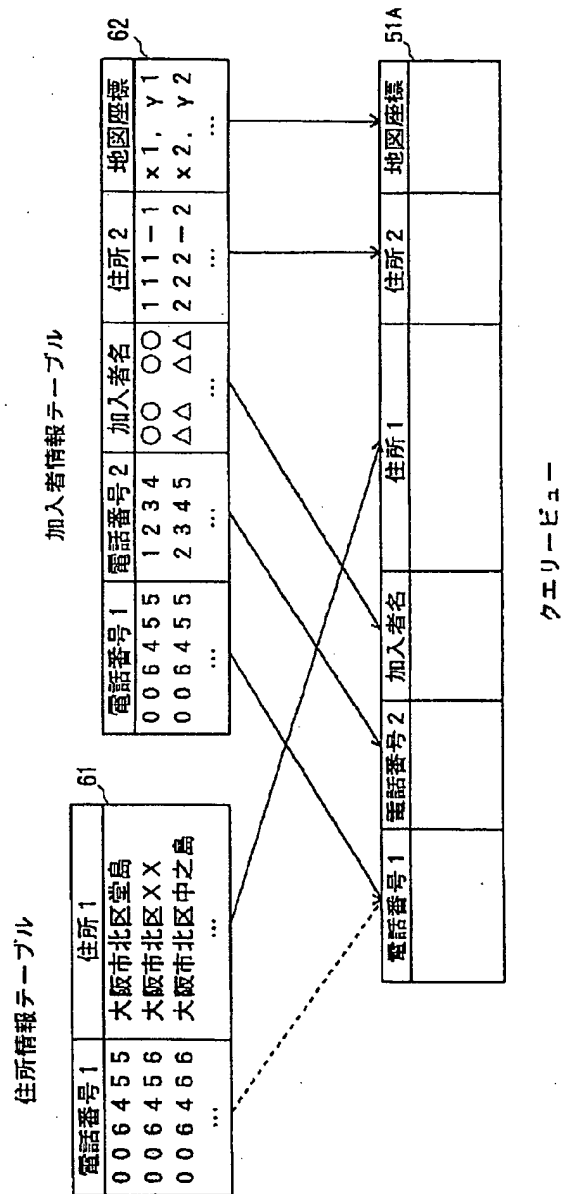 住所情報テーブル
61
電話番号1 住所1
006455 大阪市北区堂島
006456 大阪市北区××
006466 大阪市北区中之島
… …
加入者情報テーブル
62
電話番号1 電話番号2 加入者名 住所2 地図座標
006455 1234 〇〇 〇〇 111-1 x1, y1
006455 2345 △△ △△ 222-2 x2, y2
… … … … …
51A
電話番号1 電話番号2 加入者名 住所1 住所2 地図座標
クエリービュー